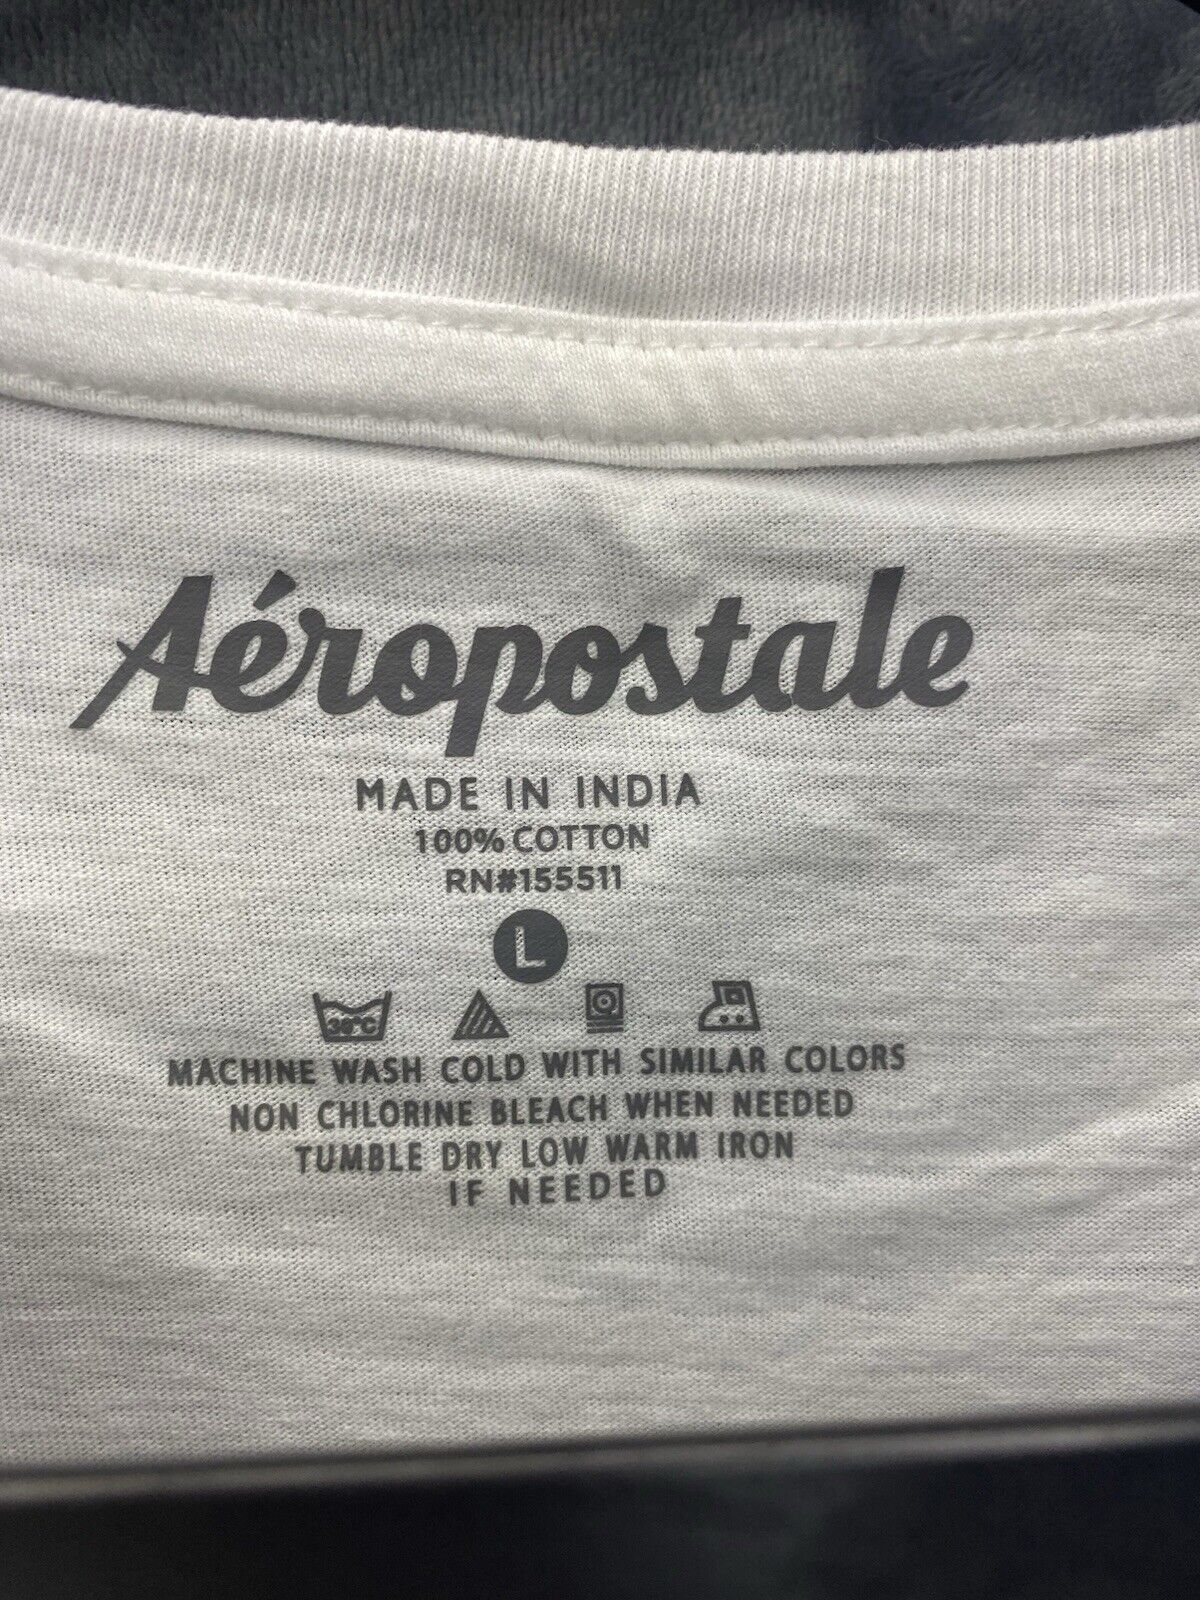 Aéropostale
MADE IN INDIA
100% COTTON
RN#155511
L
30°C
MACHINE WASH COLD WITH SIMILAR COLORS
NON CHLORINE BLEACH WHEN NEEDED
TUMBLE DRY LOW WARM IRON
IF NEEDED